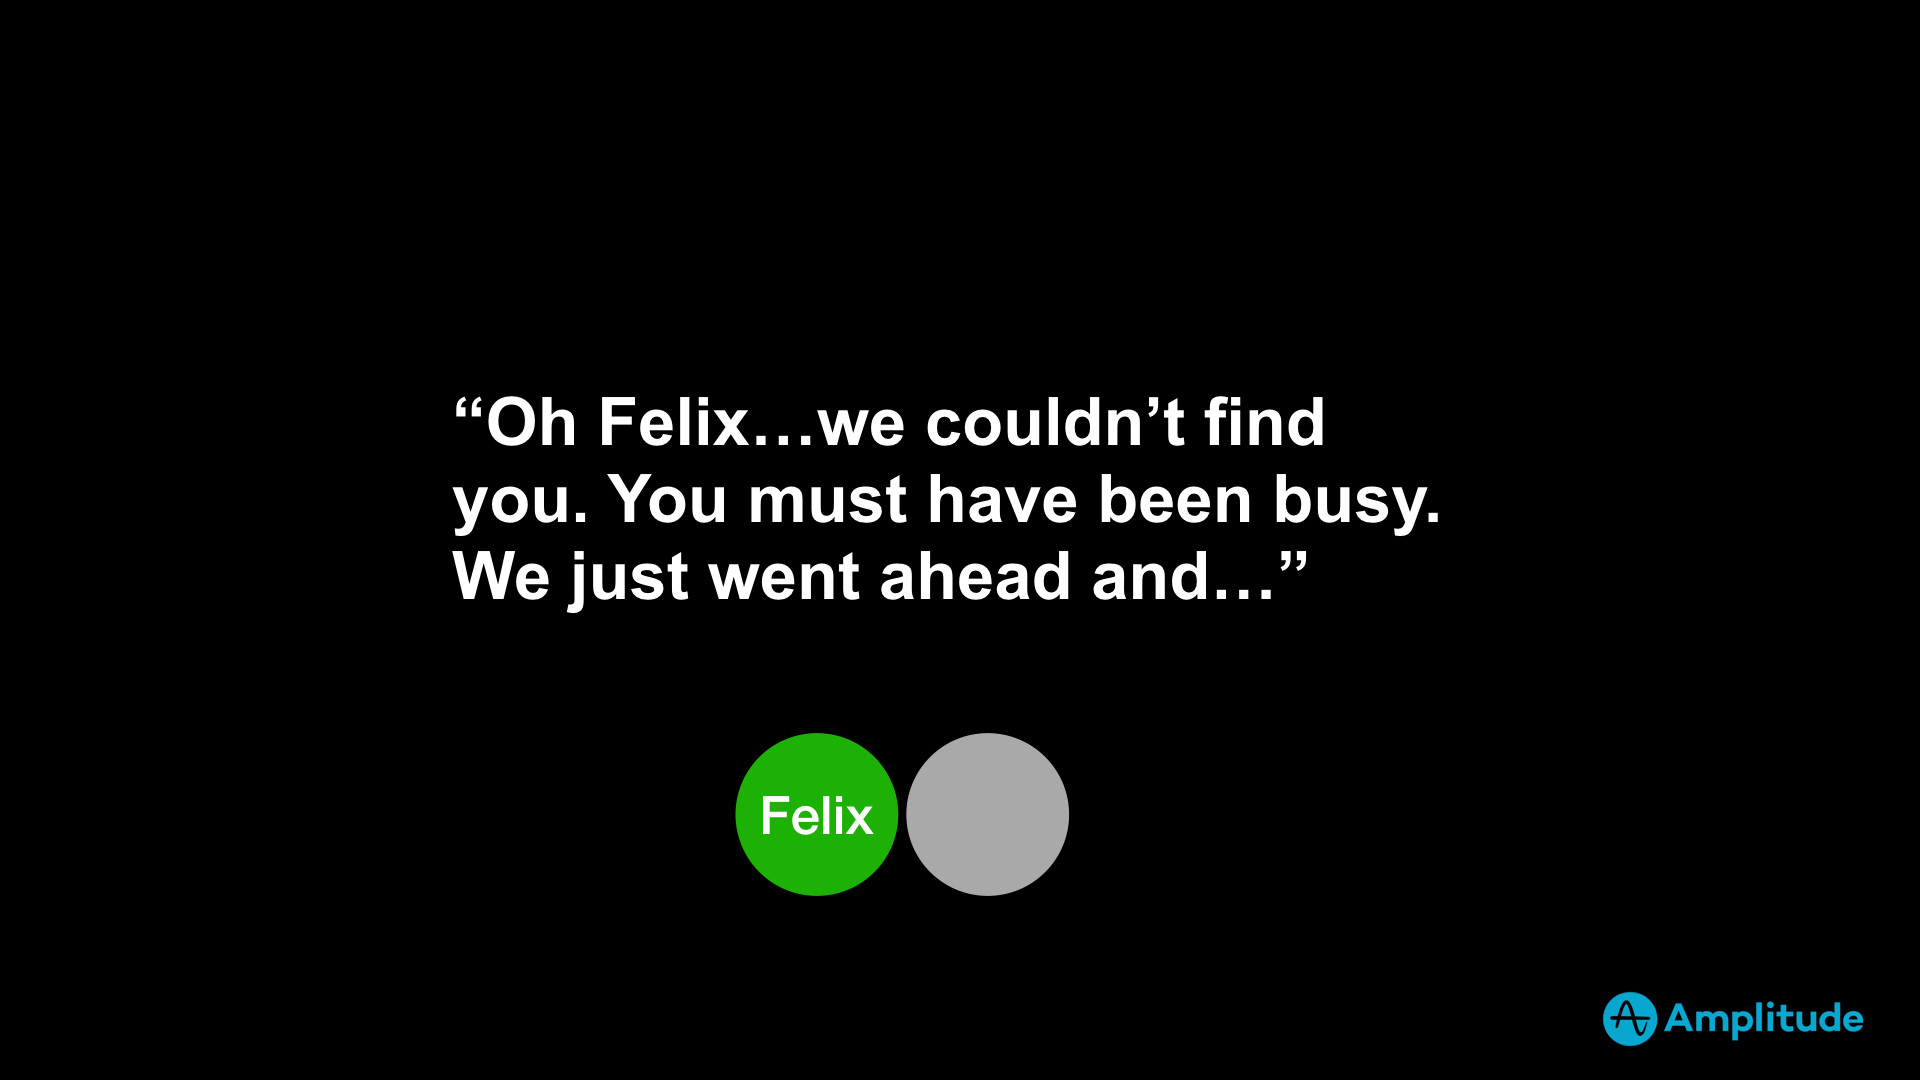 “Oh Felix…we couldn’t find
you. You must have been busy.
We just went ahead and…”
Felix
Amplitude